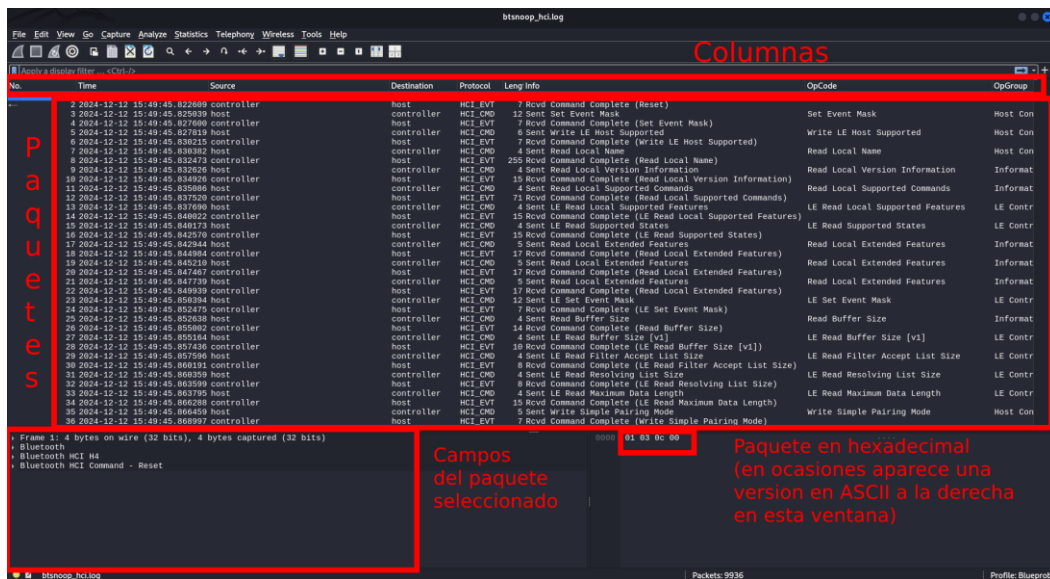 btsnoop_hci.log
File Edit View Go Capture Analyze Statistics Telephony Wireless Tools Help
Columnas
Apply a display filter ... <Ctrl-/>
No. Time Source Destination Protocol Leng Info OpCode OpGroup
2 2024-12-12 15:49:45.822609 controller host HCI_EVT 7 Rcvd Command Complete (Reset)
3 2024-12-12 15:49:45.825039 host controller HCI_CMD 12 Sent Set Event Mask Set Event Mask Host Con
4 2024-12-12 15:49:45.827600 controller host HCI_EVT 7 Rcvd Command Complete (Set Event Mask)
5 2024-12-12 15:49:45.827819 host controller HCI_CMD 6 Sent Write LE Host Supported Write LE Host Supported Host Con
6 2024-12-12 15:49:45.830215 controller host HCI_EVT 7 Rcvd Command Complete (Write LE Host Supported)
7 2024-12-12 15:49:45.830382 host controller HCI_CMD 4 Sent Read Local Name Read Local Name Host Con
8 2024-12-12 15:49:45.832473 controller host HCI_EVT 255 Rcvd Command Complete (Read Local Name)
9 2024-12-12 15:49:45.832626 host controller HCI_CMD 4 Sent Read Local Version Information Read Local Version Information Informat
10 2024-12-12 15:49:45.834926 controller host HCI_EVT 15 Rcvd Command Complete (Read Local Version Information)
11 2024-12-12 15:49:45.835086 host controller HCI_CMD 4 Sent Read Local Supported Commands Read Local Supported Commands Informat
12 2024-12-12 15:49:45.837520 controller host HCI_EVT 71 Rcvd Command Complete (Read Local Supported Commands)
13 2024-12-12 15:49:45.837690 host controller HCI_CMD 4 Sent LE Read Local Supported Features LE Read Local Supported Features LE Contr
14 2024-12-12 15:49:45.840022 controller host HCI_EVT 15 Rcvd Command Complete (LE Read Local Supported Features)
15 2024-12-12 15:49:45.840173 host controller HCI_CMD 4 Sent LE Read Supported States LE Read Supported States LE Contr
16 2024-12-12 15:49:45.842570 controller host HCI_EVT 15 Rcvd Command Complete (LE Read Supported States)
17 2024-12-12 15:49:45.842944 host controller HCI_CMD 5 Sent Read Local Extended Features Read Local Extended Features Informat
18 2024-12-12 15:49:45.844984 controller host HCI_EVT 17 Rcvd Command Complete (Read Local Extended Features)
19 2024-12-12 15:49:45.845210 host controller HCI_CMD 5 Sent Read Local Extended Features Read Local Extended Features Informat
20 2024-12-12 15:49:45.847467 controller host HCI_EVT 17 Rcvd Command Complete (Read Local Extended Features)
21 2024-12-12 15:49:45.847739 host controller HCI_CMD 5 Sent Read Local Extended Features Read Local Extended Features Informat
22 2024-12-12 15:49:45.849939 controller host HCI_EVT 17 Rcvd Command Complete (Read Local Extended Features)
23 2024-12-12 15:49:45.850394 host controller HCI_CMD 12 Sent LE Set Event Mask LE Set Event Mask LE Contr
24 2024-12-12 15:49:45.852475 controller host HCI_EVT 7 Rcvd Command Complete (LE Set Event Mask)
25 2024-12-12 15:49:45.852638 host controller HCI_CMD 4 Sent Read Buffer Size Read Buffer Size Informat
26 2024-12-12 15:49:45.855002 controller host HCI_EVT 14 Rcvd Command Complete (Read Buffer Size)
27 2024-12-12 15:49:45.855164 host controller HCI_CMD 4 Sent LE Read Buffer Size [v1] LE Read Buffer Size [v1] LE Contr
28 2024-12-12 15:49:45.857436 controller host HCI_EVT 10 Rcvd Command Complete (LE Read Buffer Size [v1])
29 2024-12-12 15:49:45.857596 host controller HCI_CMD 4 Sent LE Read Filter Accept List Size LE Read Filter Accept List Size LE Contr
30 2024-12-12 15:49:45.860191 controller host HCI_EVT 8 Rcvd Command Complete (LE Read Filter Accept List Size)
31 2024-12-12 15:49:45.860359 host controller HCI_CMD 4 Sent LE Read Resolving List Size LE Read Resolving List Size LE Contr
32 2024-12-12 15:49:45.863599 controller host HCI_EVT 8 Rcvd Command Complete (LE Read Resolving List Size)
33 2024-12-12 15:49:45.863795 host controller HCI_CMD 4 Sent LE Read Maximum Data Length LE Read Maximum Data Length LE Contr
34 2024-12-12 15:49:45.866288 controller host HCI_EVT 15 Rcvd Command Complete (LE Read Maximum Data Length)
35 2024-12-12 15:49:45.866459 host controller HCI_CMD 5 Sent Write Simple Pairing Mode Write Simple Pairing Mode Host Con
36 2024-12-12 15:49:45.868997 controller host HCI_EVT 7 Rcvd Command Complete (Write Simple Pairing Mode)
Paquetes
Frame 1: 4 bytes on wire (32 bits), 4 bytes captured (32 bits)
Bluetooth
Bluetooth HCI H4
Bluetooth HCI Command - Reset
Campos
del paquete
seleccionado
0000 01 03 0c 00 ....
Paquete en hexadecimal
(en ocasiones aparece una
version en ASCII a la derecha
en esta ventana)
btsnoop_hci.log Packets: 9936 Profile: Blueprob